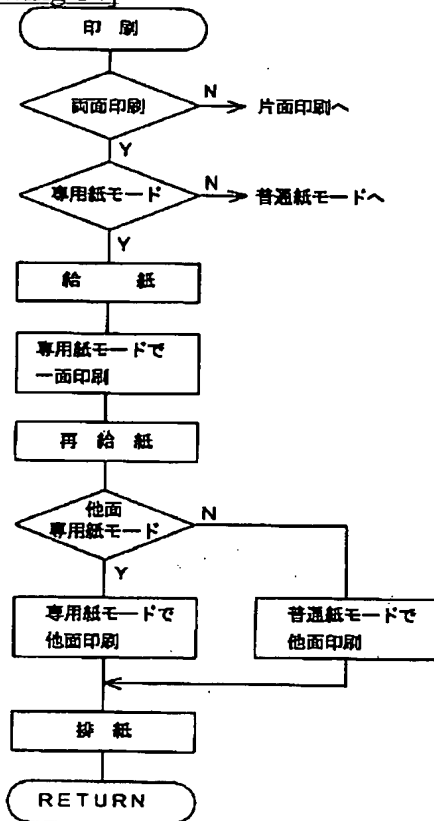 印刷
両面印刷
N
片面印刷へ
Y
専用紙モード
N
普通紙モードへ
Y
給 紙
専用紙モードで
一面印刷
再給紙
他面
専用紙モード
N
Y
専用紙モードで
他面印刷
普通紙モードで
他面印刷
排紙
RETURN